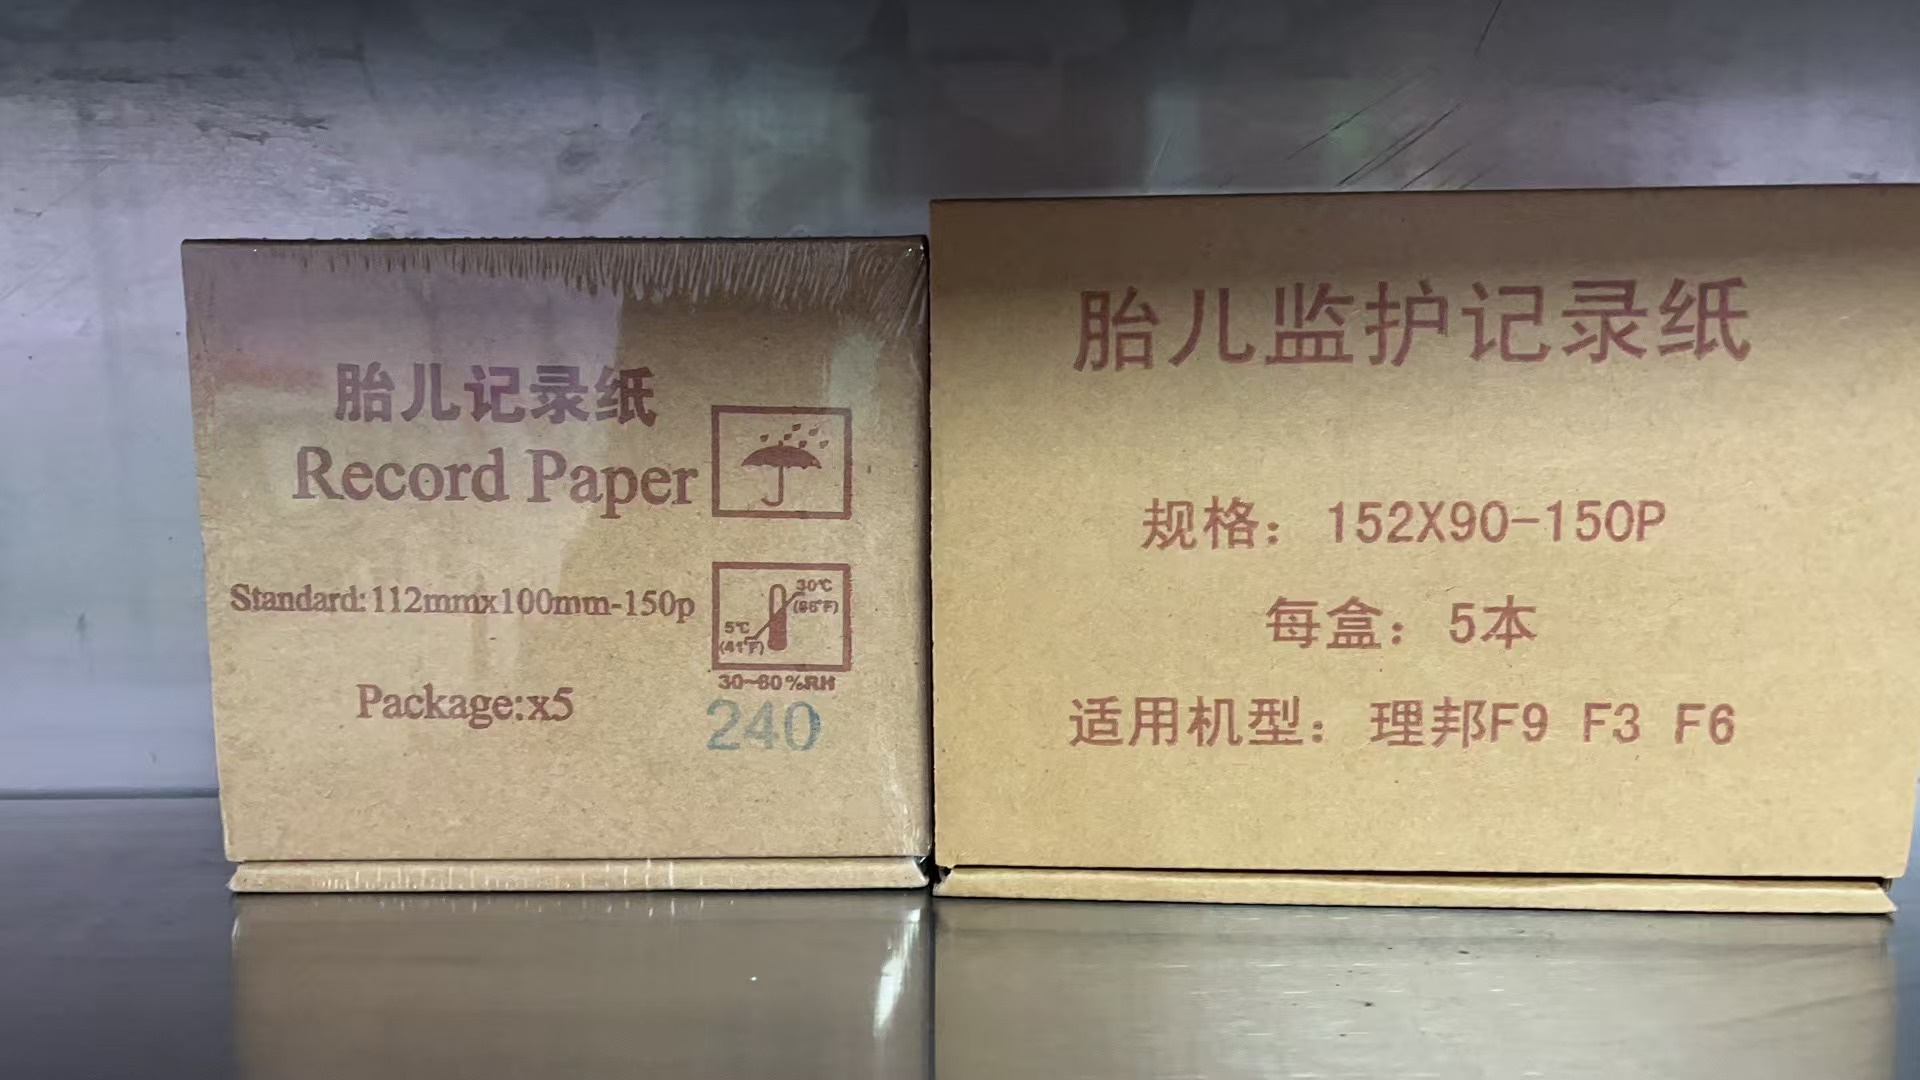 胎儿记录纸
Record Paper
Standard:112mmx100mm-150p
Package:x5
30℃
(86°F)
5℃
(41°F)
30~80%RH
240
胎儿监护记录纸
规格：152X90-150P
每盒：5本
适用机型：理邦F9 F3 F6